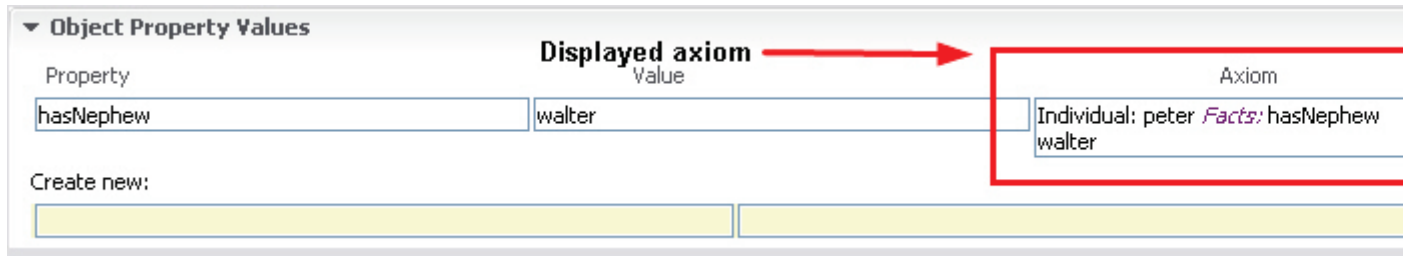 Object Property Values
Displayed axiom
Property Value Axiom
hasNephew walter Individual: peter Facts: hasNephew
walter
Create new: